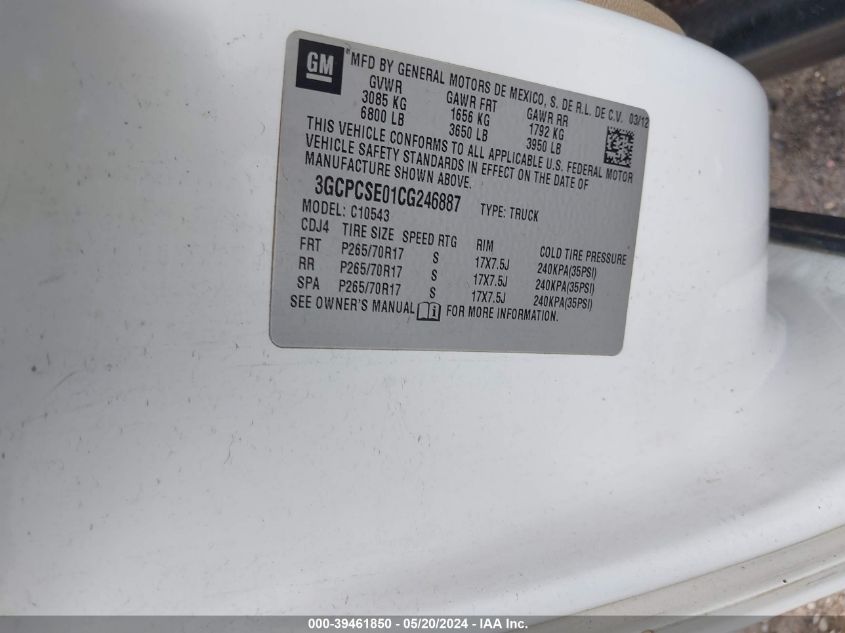 GM
MFD BY GENERAL MOTORS DE MEXICO, S. DE R.L. DE C.V. 03/12
GVWR GAWR FRT GAWR RR
3085 KG 1656 KG 1792 KG
6800 LB 3650 LB 3950 LB
THIS VEHICLE CONFORMS TO ALL APPLICABLE U.S. FEDERAL MOTOR
VEHICLE SAFETY STANDARDS IN EFFECT ON THE DATE OF
MANUFACTURE SHOWN ABOVE.
3GCPCSE01CG246887 TYPE: TRUCK
MODEL: C10543
CDJ4 TIRE SIZE SPEED RTG RIM COLD TIRE PRESSURE
FRT P265/70R17 S 17X7.5J 240KPA(35PSI)
RR P265/70R17 S 17X7.5J 240KPA(35PSI)
SPA P265/70R17 S 17X7.5J 240KPA(35PSI)
SEE OWNER'S MANUAL FOR MORE INFORMATION.
000-39461850 / 05/20/2024 - IAA Inc.